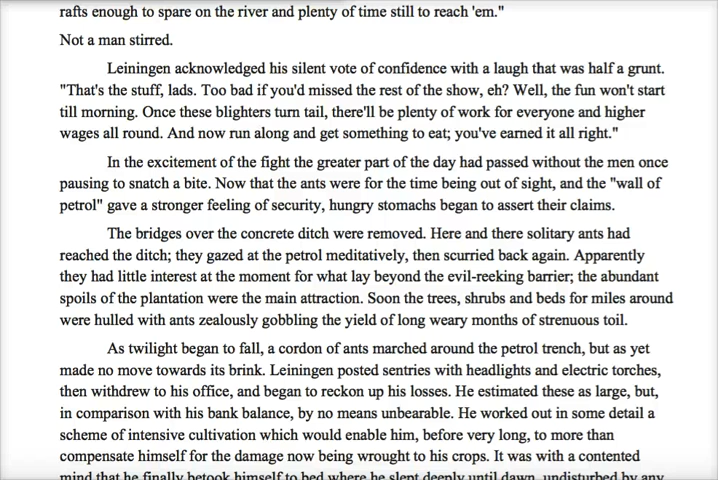 rafts enough to spare on the river and plenty of time still to reach 'em."
Not a man stirred.
Leiningen acknowledged his silent vote of confidence with a laugh that was half a grunt.
"That's the stuff, lads. Too bad if you'd missed the rest of the show, eh? Well, the fun won't start
till morning. Once these blighters turn tail, there'll be plenty of work for everyone and higher
wages all round. And now run along and get something to eat; you've earned it all right."
In the excitement of the fight the greater part of the day had passed without the men once
pausing to snatch a bite. Now that the ants were for the time being out of sight, and the "wall of
petrol" gave a stronger feeling of security, hungry stomachs began to assert their claims.
The bridges over the concrete ditch were removed. Here and there solitary ants had
reached the ditch; they gazed at the petrol meditatively, then scurried back again. Apparently
they had little interest at the moment for what lay beyond the evil-reeking barrier; the abundant
spoils of the plantation were the main attraction. Soon the trees, shrubs and beds for miles around
were hulled with ants zealously gobbling the yield of long weary months of strenuous toil.
As twilight began to fall, a cordon of ants marched around the petrol trench, but as yet
made no move towards its brink. Leiningen posted sentries with headlights and electric torches,
then withdrew to his office, and began to reckon up his losses. He estimated these as large, but,
in comparison with his bank balance, by no means unbearable. He worked out in some detail a
scheme of intensive cultivation which would enable him, before very long, to more than
compensate himself for the damage now being wrought to his crops. It was with a contented
mind that he finally betook himself to bed where he slept deeply until dawn, undisturbed by any